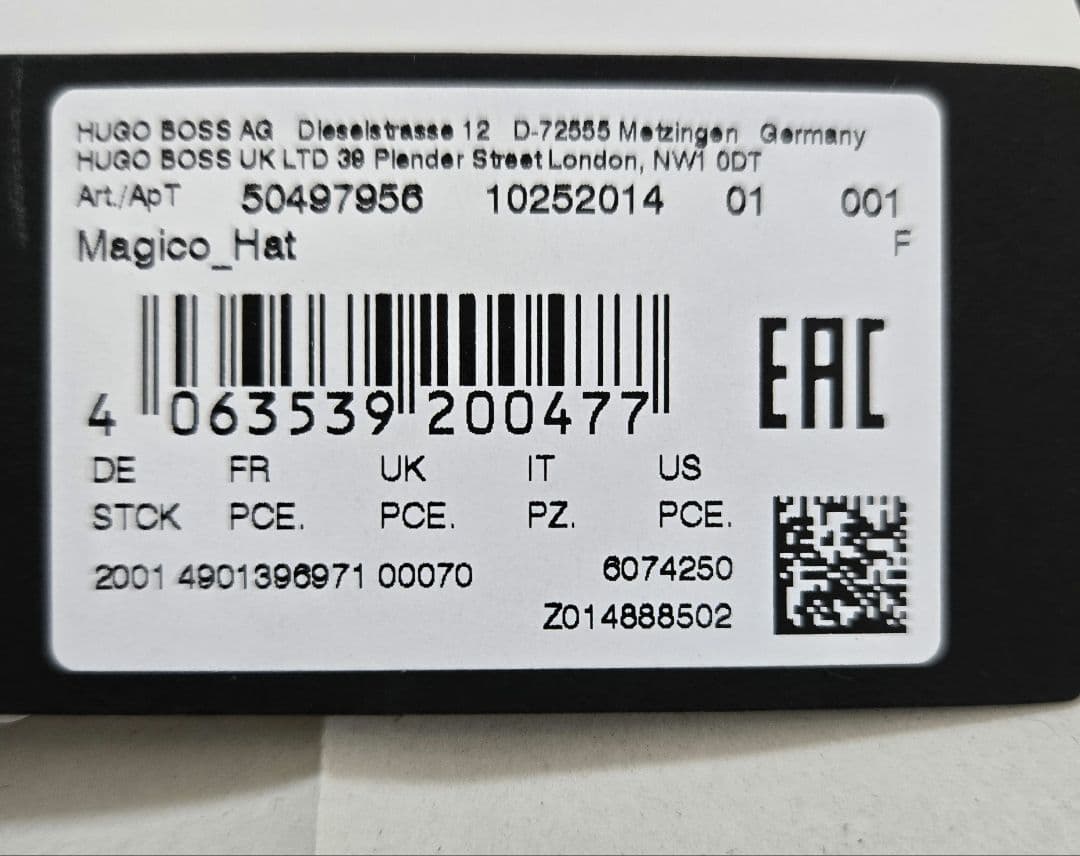 HUGO BOSS AG Dieselstrasse 12 D-72555 Metzingen Germany
HUGO BOSS UK LTD 39 Plender Street London, NW1 0DT
Art./ApT 50497956 10252014 01 001
Magico_Hat F
4 063539 200477
EAC
DE FR UK IT US
STCK PCE. PCE. PZ. PCE.
2001 4901396971 00070 6074250
Z014888502